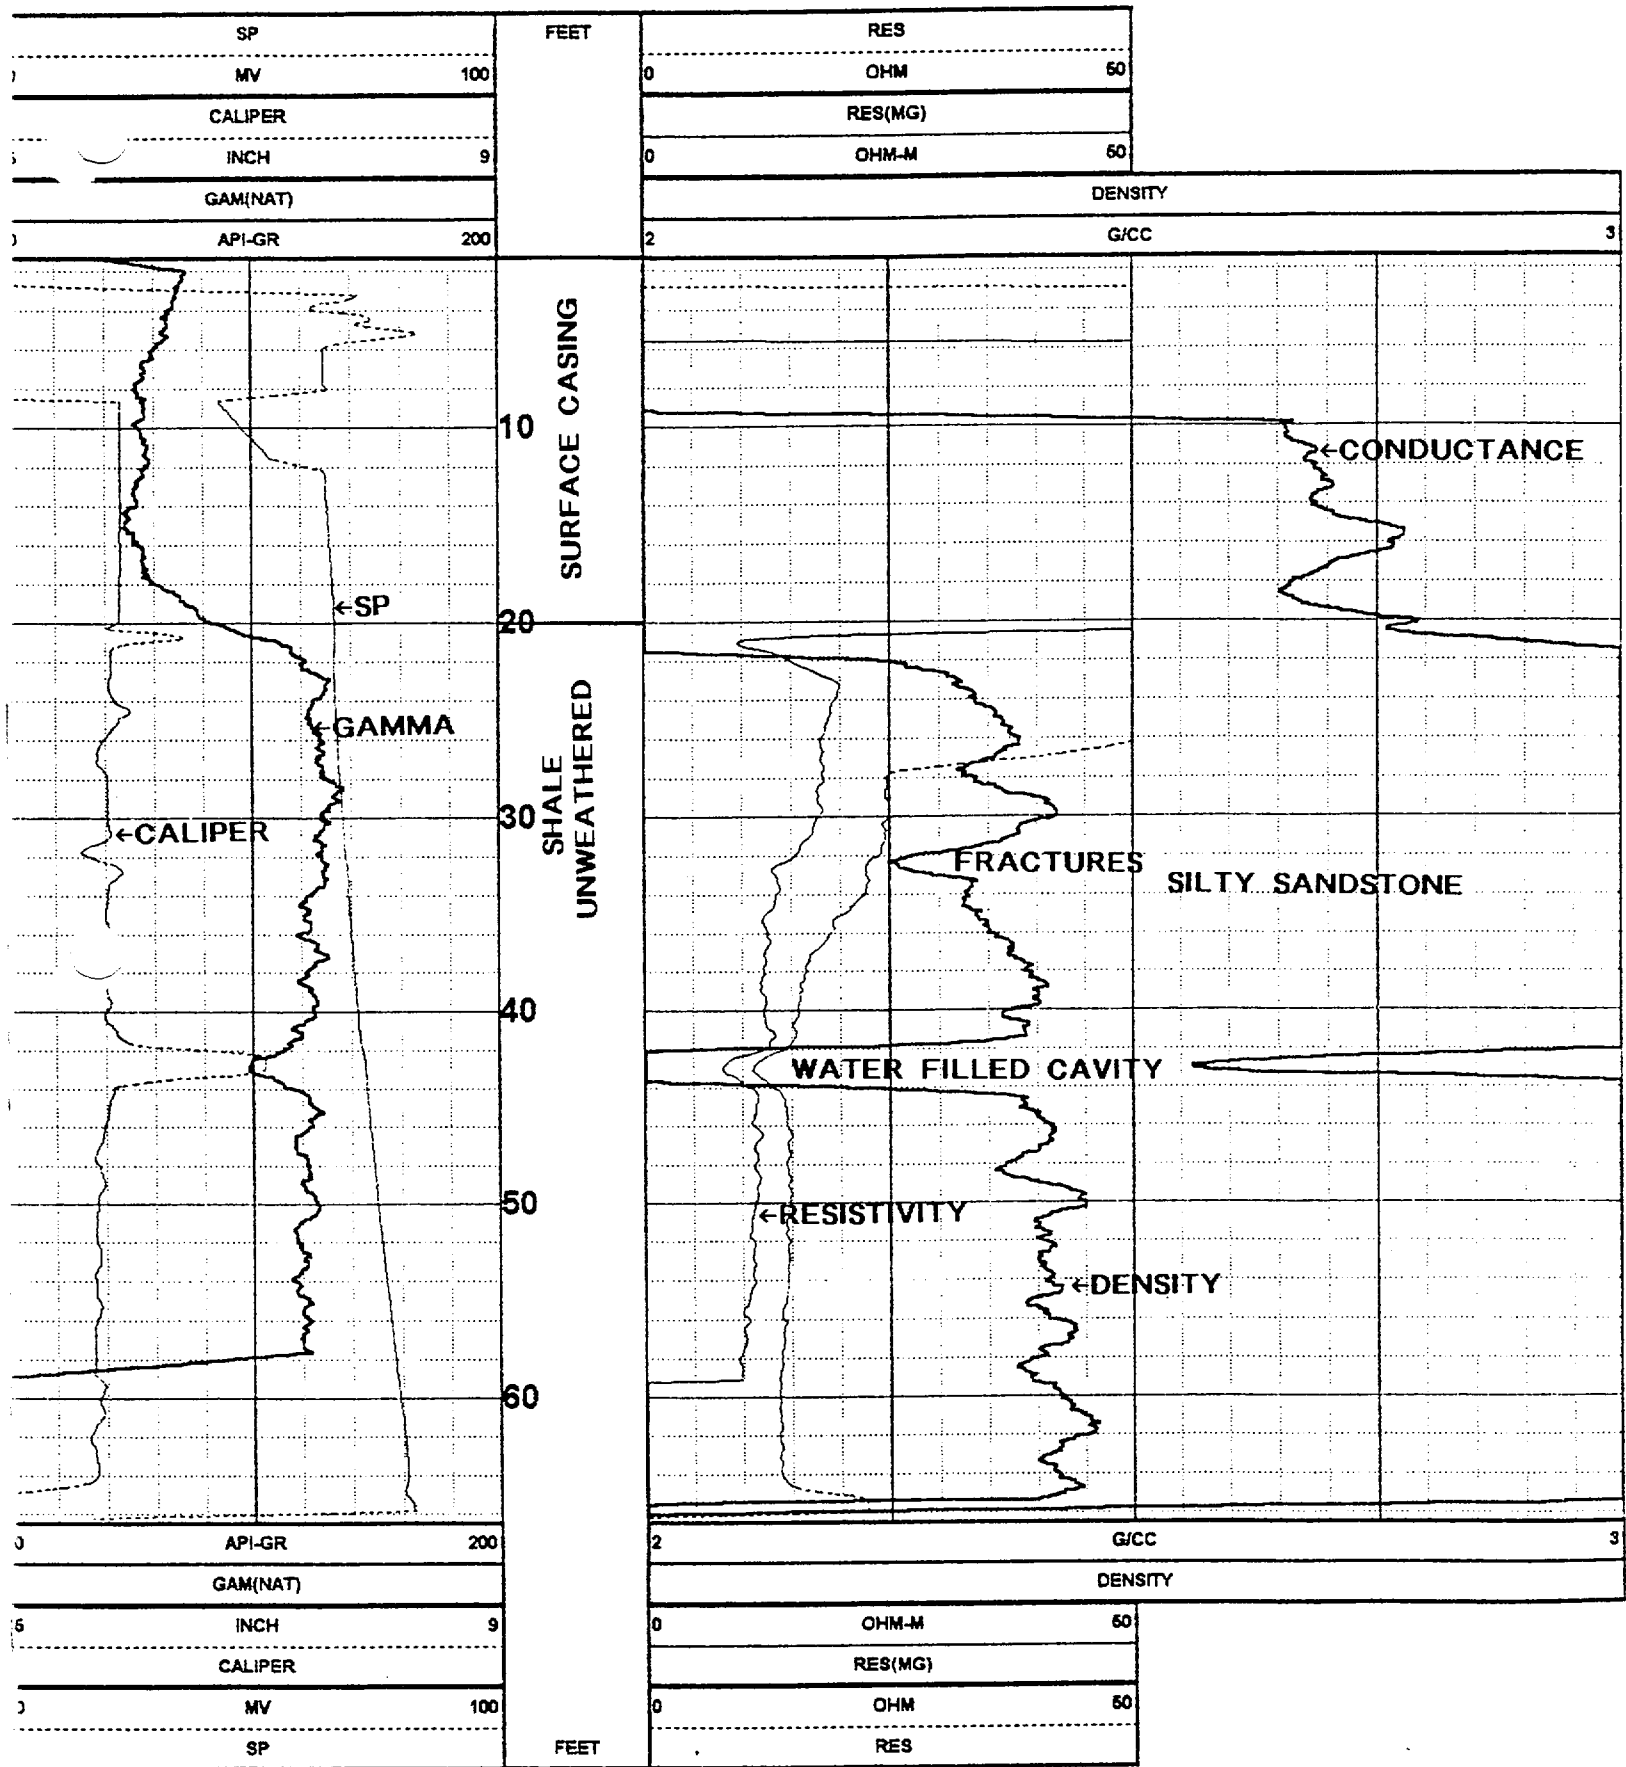 SP FEET RES
MV 100 0 OHM 50
CALIPER RES(MG)
INCH 9 0 OHM-M 50
GAM(NAT) DENSITY
API-GR 200 2 G/CC 3
SURFACE CASING
10
←CONDUCTANCE
←SP
20
SHALE
UNWEATHERED
←GAMMA
30
←CALIPER
FRACTURES
SILTY SANDSTONE
40
WATER FILLED CAVITY
50
←RESISTIVITY
←DENSITY
60
0 API-GR 200 2 G/CC 3
GAM(NAT) DENSITY
5 INCH 9 0 OHM-M 50
CALIPER RES(MG)
MV 100 0 OHM 50
SP FEET RES